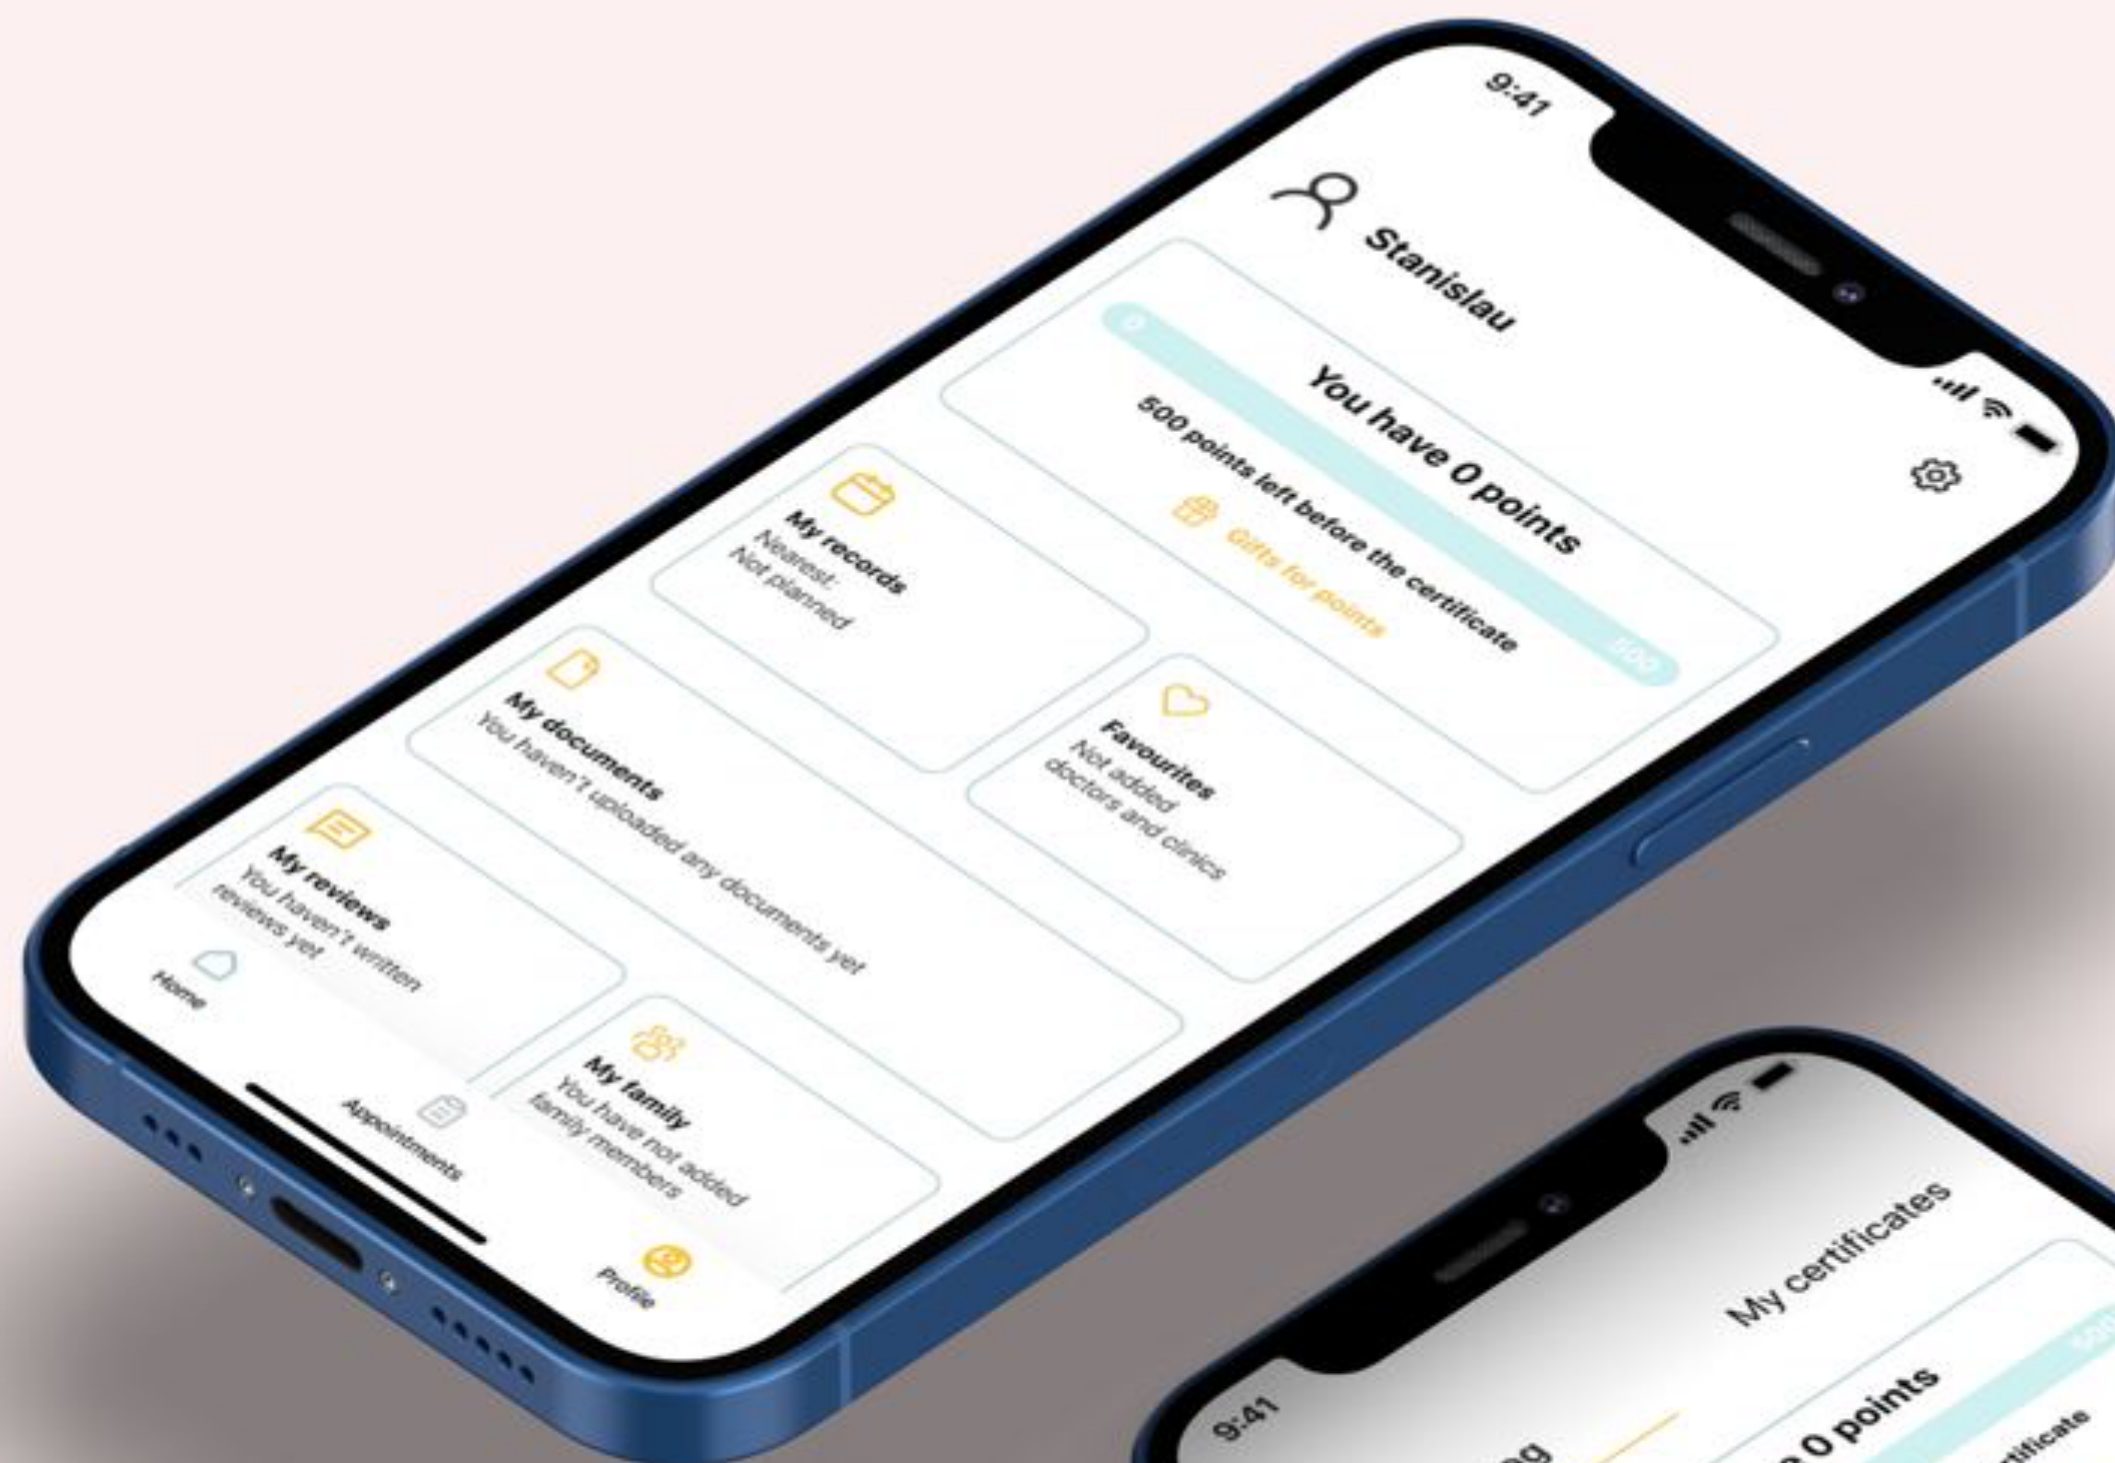 9:41
Stanislau
You have 0 points
0
500
500 points left before the certificate
Gifts for points
My records
Nearest:
Not planned
Favourites
Not added
doctors and clinics
My documents
You haven't uploaded any documents yet
My reviews
You haven't written
reviews yet
My family
You have not added
family members
Home
Appointments
Profile
9:41
My certificates
0 points
500